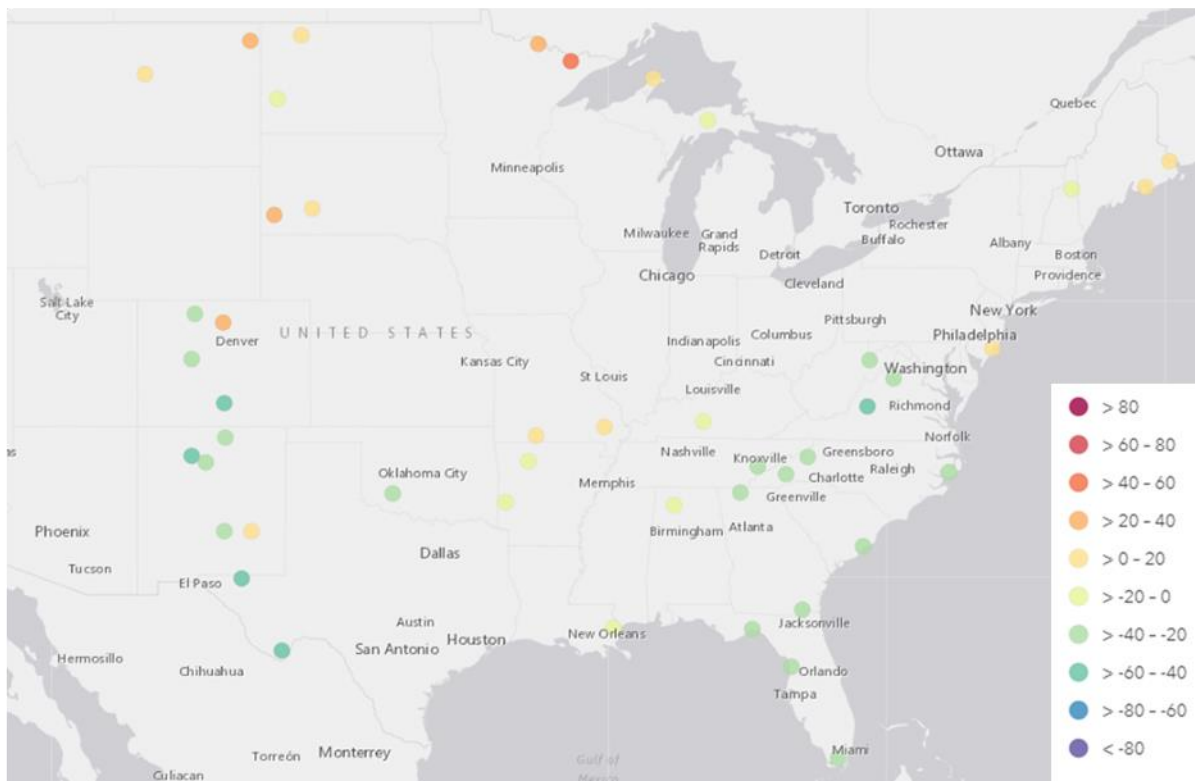 Quebec
Ottawa
Minneapolis
Toronto
Rochester
Milwaukee
Grand
Rapids
Buffalo
Albany
Detroit
Boston
Chicago
Cleveland
Providence
Salt Lake
City
New York
Pittsburgh
UNITED STATES
Columbus
Philadelphia
Denver
Indianapolis
Kansas City
Cincinnati
Washington
St Louis
Louisville
Richmond
Norfolk
Nashville
Knoxville
Greensboro
Raleigh
Oklahoma City
Memphis
Charlotte
Greenville
Phoenix
Birmingham
Atlanta
Dallas
Tucson
El Paso
Austin
Jacksonville
New Orleans
Houston
San Antonio
Hermosillo
Chihuahua
Orlando
Tampa
Miami
Torreón
Monterrey
Gulf of
Mexico
Culiacan
> 80
> 60 - 80
> 40 - 60
> 20 - 40
> 0 - 20
> -20 - 0
> -40 - -20
> -60 - -40
> -80 - -60
< -80